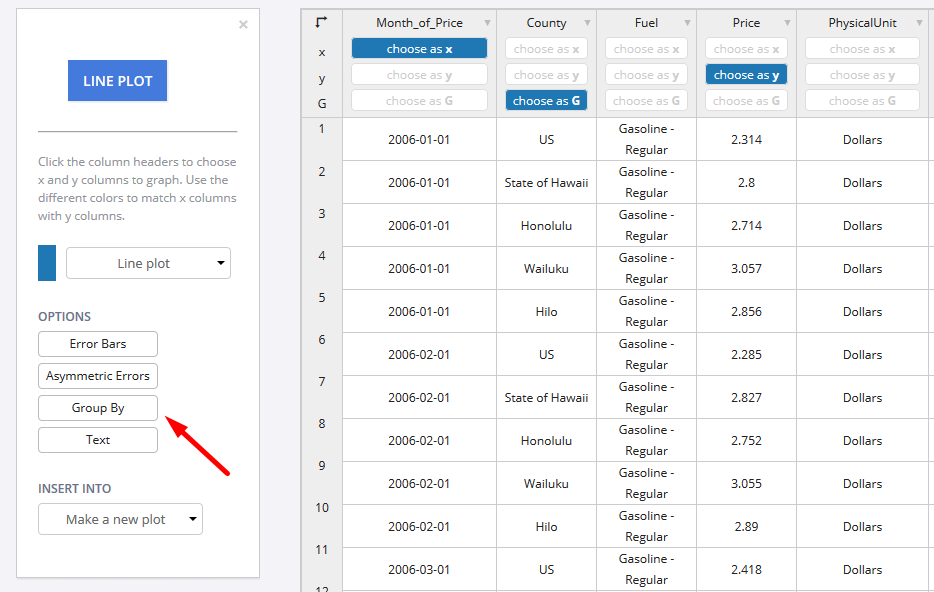 ×
LINE PLOT
Click the column headers to choose
x and y columns to graph. Use the
different colors to match x columns
with y columns.
Line plot
OPTIONS
Error Bars
Asymmetric Errors
Group By
Text
INSERT INTO
Make a new plot
Month_of_Price County Fuel Price PhysicalUnit
x choose as x choose as x choose as x choose as x choose as x
y choose as y choose as y choose as y choose as y choose as y
G choose as G choose as G choose as G choose as G choose as G
1 2006-01-01 US Gasoline - Regular 2.314 Dollars
2 2006-01-01 State of Hawaii Gasoline - Regular 2.8 Dollars
3 2006-01-01 Honolulu Gasoline - Regular 2.714 Dollars
4 2006-01-01 Wailuku Gasoline - Regular 3.057 Dollars
5 2006-01-01 Hilo Gasoline - Regular 2.856 Dollars
6 2006-02-01 US Gasoline - Regular 2.285 Dollars
7 2006-02-01 State of Hawaii Gasoline - Regular 2.827 Dollars
8 2006-02-01 Honolulu Gasoline - Regular 2.752 Dollars
9 2006-02-01 Wailuku Gasoline - Regular 3.055 Dollars
10 2006-02-01 Hilo Gasoline - Regular 2.89 Dollars
11 2006-03-01 US Gasoline - Regular 2.418 Dollars
12